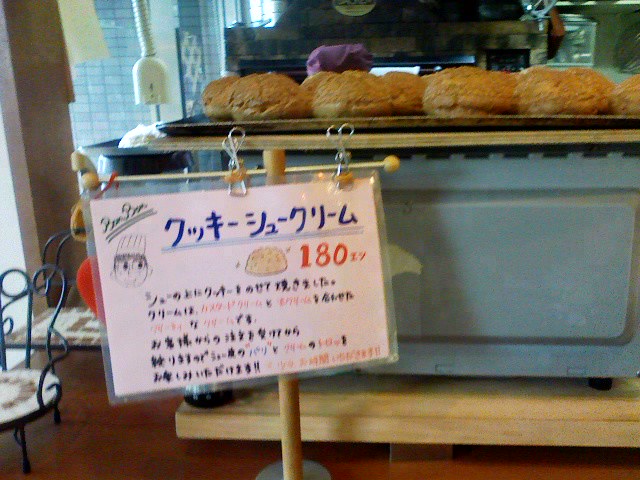 クッキーシュークリーム
180エン
シューの上にクッキーをのせて焼きました。
クリームは、カスタードクリームと生クリームを合わせた
クリーミィなクリームです。
お客様からの注文を受けてから
絞りますのでシュー皮の"パリ"とクリームのトロッを
お楽しみいただけます!!